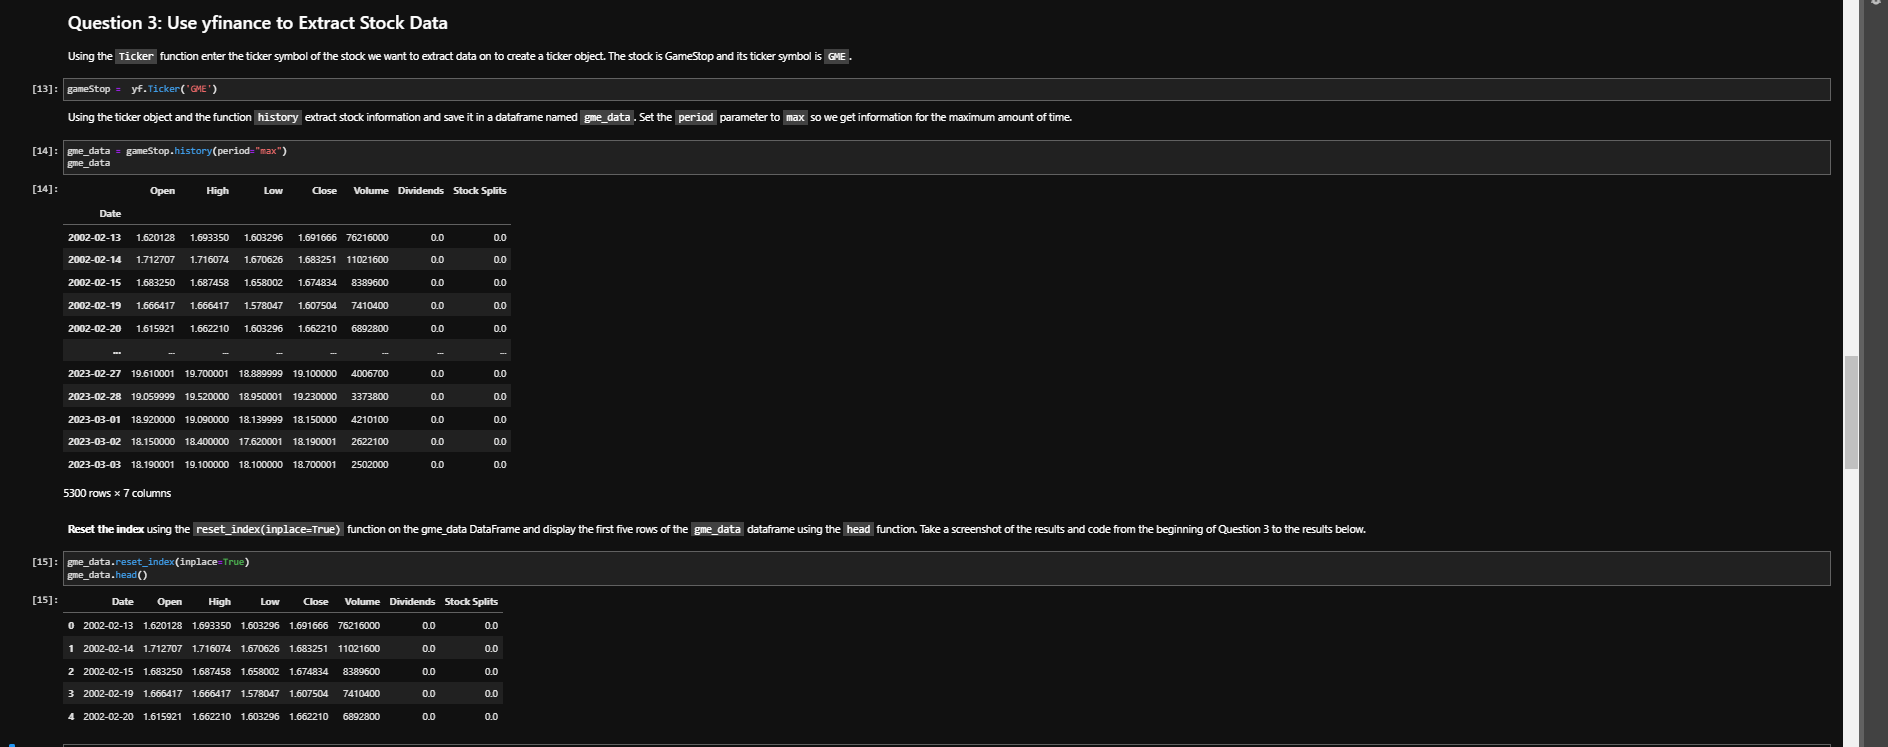 Question 3: Use yfinance to Extract Stock Data
Using the Ticker function enter the ticker symbol of the stock we want to extract data on to create a ticker object. The stock is GameStop and its ticker symbol is GME.
[13]: gameStop = yf.Ticker('GME')
Using the ticker object and the function history extract stock information and save it in a dataframe named gme_data. Set the period parameter to max so we get information for the maximum amount of time.
[14]: gme_data = gameStop.history(period="max")
gme_data
[14]: Open High Low Close Volume Dividends Stock Splits
Date
2002-02-13 1.620128 1.693350 1.603296 1.691666 76216000 0.0 0.0
2002-02-14 1.712707 1.716074 1.670626 1.683251 11021600 0.0 0.0
2002-02-15 1.683250 1.687458 1.658002 1.674834 8389600 0.0 0.0
2002-02-19 1.666417 1.666417 1.578047 1.607504 7410400 0.0 0.0
2002-02-20 1.615921 1.662210 1.603296 1.662210 6892800 0.0 0.0
... ... ... ... ... ... ... ...
2023-02-27 19.610001 19.700001 18.889999 19.100000 4006700 0.0 0.0
2023-02-28 19.059999 19.520000 18.950001 19.230000 3373800 0.0 0.0
2023-03-01 18.920000 19.090000 18.139999 18.150000 4210100 0.0 0.0
2023-03-02 18.150000 18.400000 17.620001 18.190001 2622100 0.0 0.0
2023-03-03 18.190001 19.100000 18.100000 18.700001 2502000 0.0 0.0
5300 rows × 7 columns
Reset the index using the reset_index(inplace=True) function on the gme_data DataFrame and display the first five rows of the gme_data dataframe using the head function. Take a screenshot of the results and code from the beginning of Question 3 to the results below.
[15]: gme_data.reset_index(inplace=True)
gme_data.head()
[15]: Date Open High Low Close Volume Dividends Stock Splits
0 2002-02-13 1.620128 1.693350 1.603296 1.691666 76216000 0.0 0.0
1 2002-02-14 1.712707 1.716074 1.670626 1.683251 11021600 0.0 0.0
2 2002-02-15 1.683250 1.687458 1.658002 1.674834 8389600 0.0 0.0
3 2002-02-19 1.666417 1.666417 1.578047 1.607504 7410400 0.0 0.0
4 2002-02-20 1.615921 1.662210 1.603296 1.662210 6892800 0.0 0.0